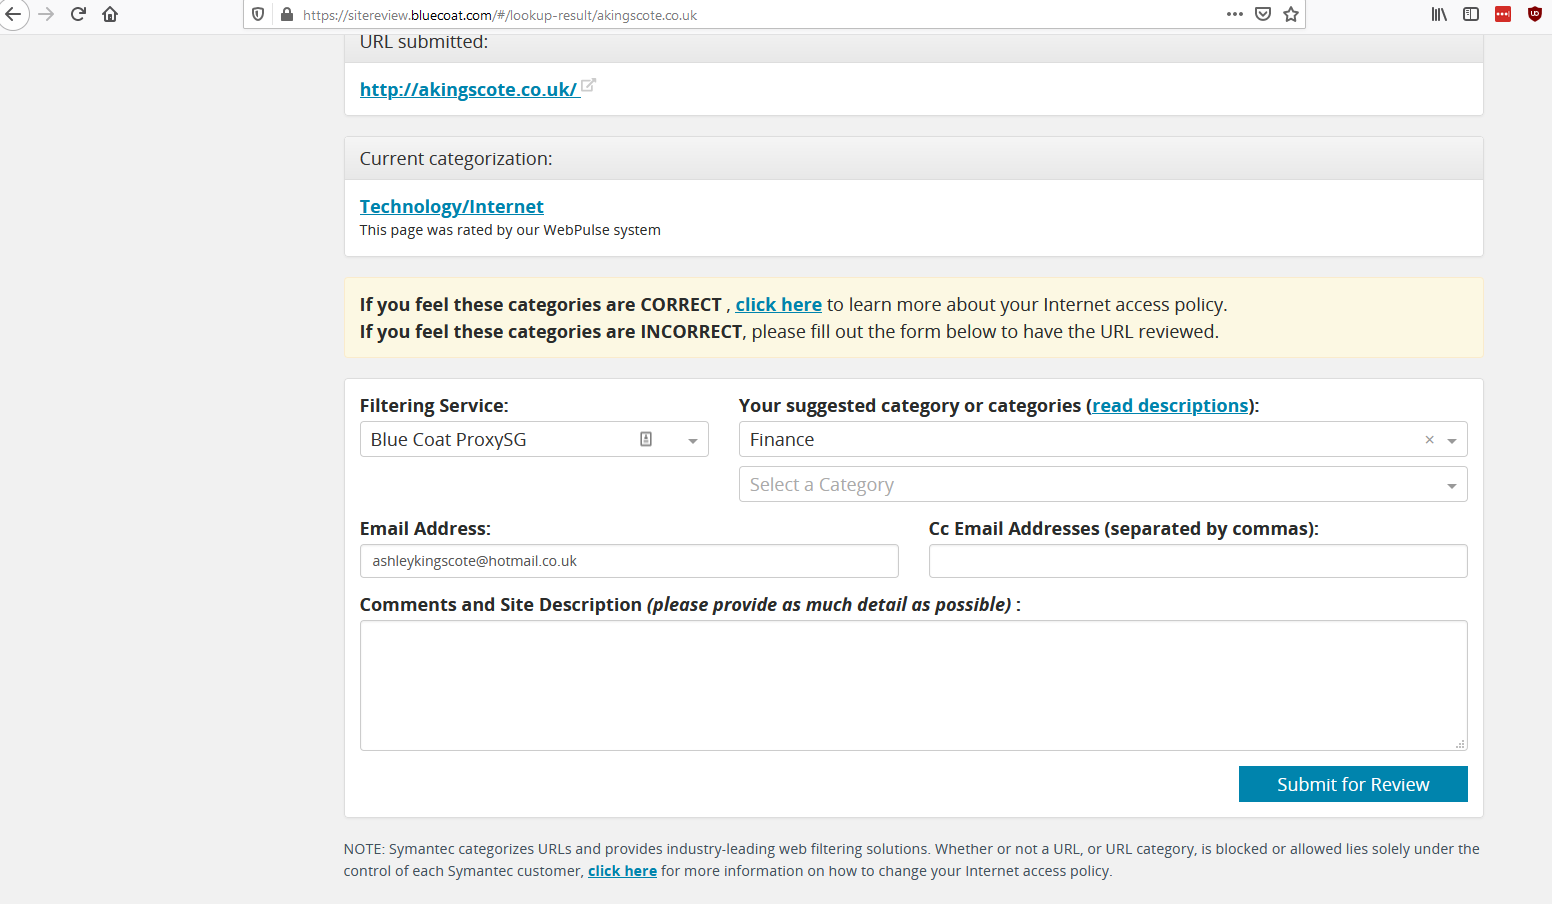 https://sitereview.bluecoat.com/#/lookup-result/akingscote.co.uk
URL submitted:
http://akingscote.co.uk/
Current categorization:
Technology/Internet
This page was rated by our WebPulse system
If you feel these categories are CORRECT , click here to learn more about your Internet access policy.
If you feel these categories are INCORRECT, please fill out the form below to have the URL reviewed.
Filtering Service:
Your suggested category or categories (read descriptions):
Blue Coat ProxySG
Finance
Select a Category
Email Address:
Cc Email Addresses (separated by commas):
ashleykingscote@hotmail.co.uk
Comments and Site Description (please provide as much detail as possible) :
Submit for Review
NOTE: Symantec categorizes URLs and provides industry-leading web filtering solutions. Whether or not a URL, or URL category, is blocked or allowed lies solely under the
control of each Symantec customer, click here for more information on how to change your Internet access policy.